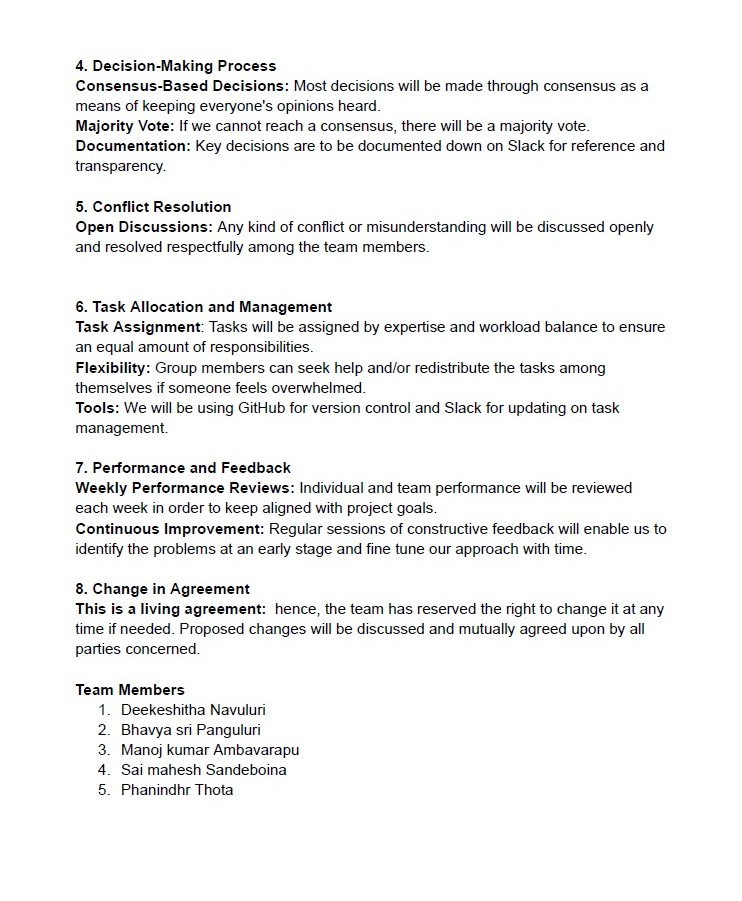 4. Decision-Making Process
Consensus-Based Decisions: Most decisions will be made through consensus as a
means of keeping everyone's opinions heard.
Majority Vote: If we cannot reach a consensus, there will be a majority vote.
Documentation: Key decisions are to be documented down on Slack for reference and
transparency.
5. Conflict Resolution
Open Discussions: Any kind of conflict or misunderstanding will be discussed openly
and resolved respectfully among the team members.
6. Task Allocation and Management
Task Assignment: Tasks will be assigned by expertise and workload balance to ensure
an equal amount of responsibilities.
Flexibility: Group members can seek help and/or redistribute the tasks among
themselves if someone feels overwhelmed.
Tools: We will be using GitHub for version control and Slack for updating on task
management.
7. Performance and Feedback
Weekly Performance Reviews: Individual and team performance will be reviewed
each week in order to keep aligned with project goals.
Continuous Improvement: Regular sessions of constructive feedback will enable us to
identify the problems at an early stage and fine tune our approach with time.
8. Change in Agreement
This is a living agreement:  hence, the team has reserved the right to change it at any
time if needed. Proposed changes will be discussed and mutually agreed upon by all
parties concerned.
Team Members
1. Deekeshitha Navuluri
2. Bhavya sri Panguluri
3. Manoj kumar Ambavarapu
4. Sai mahesh Sandeboina
5. Phanindhr Thota